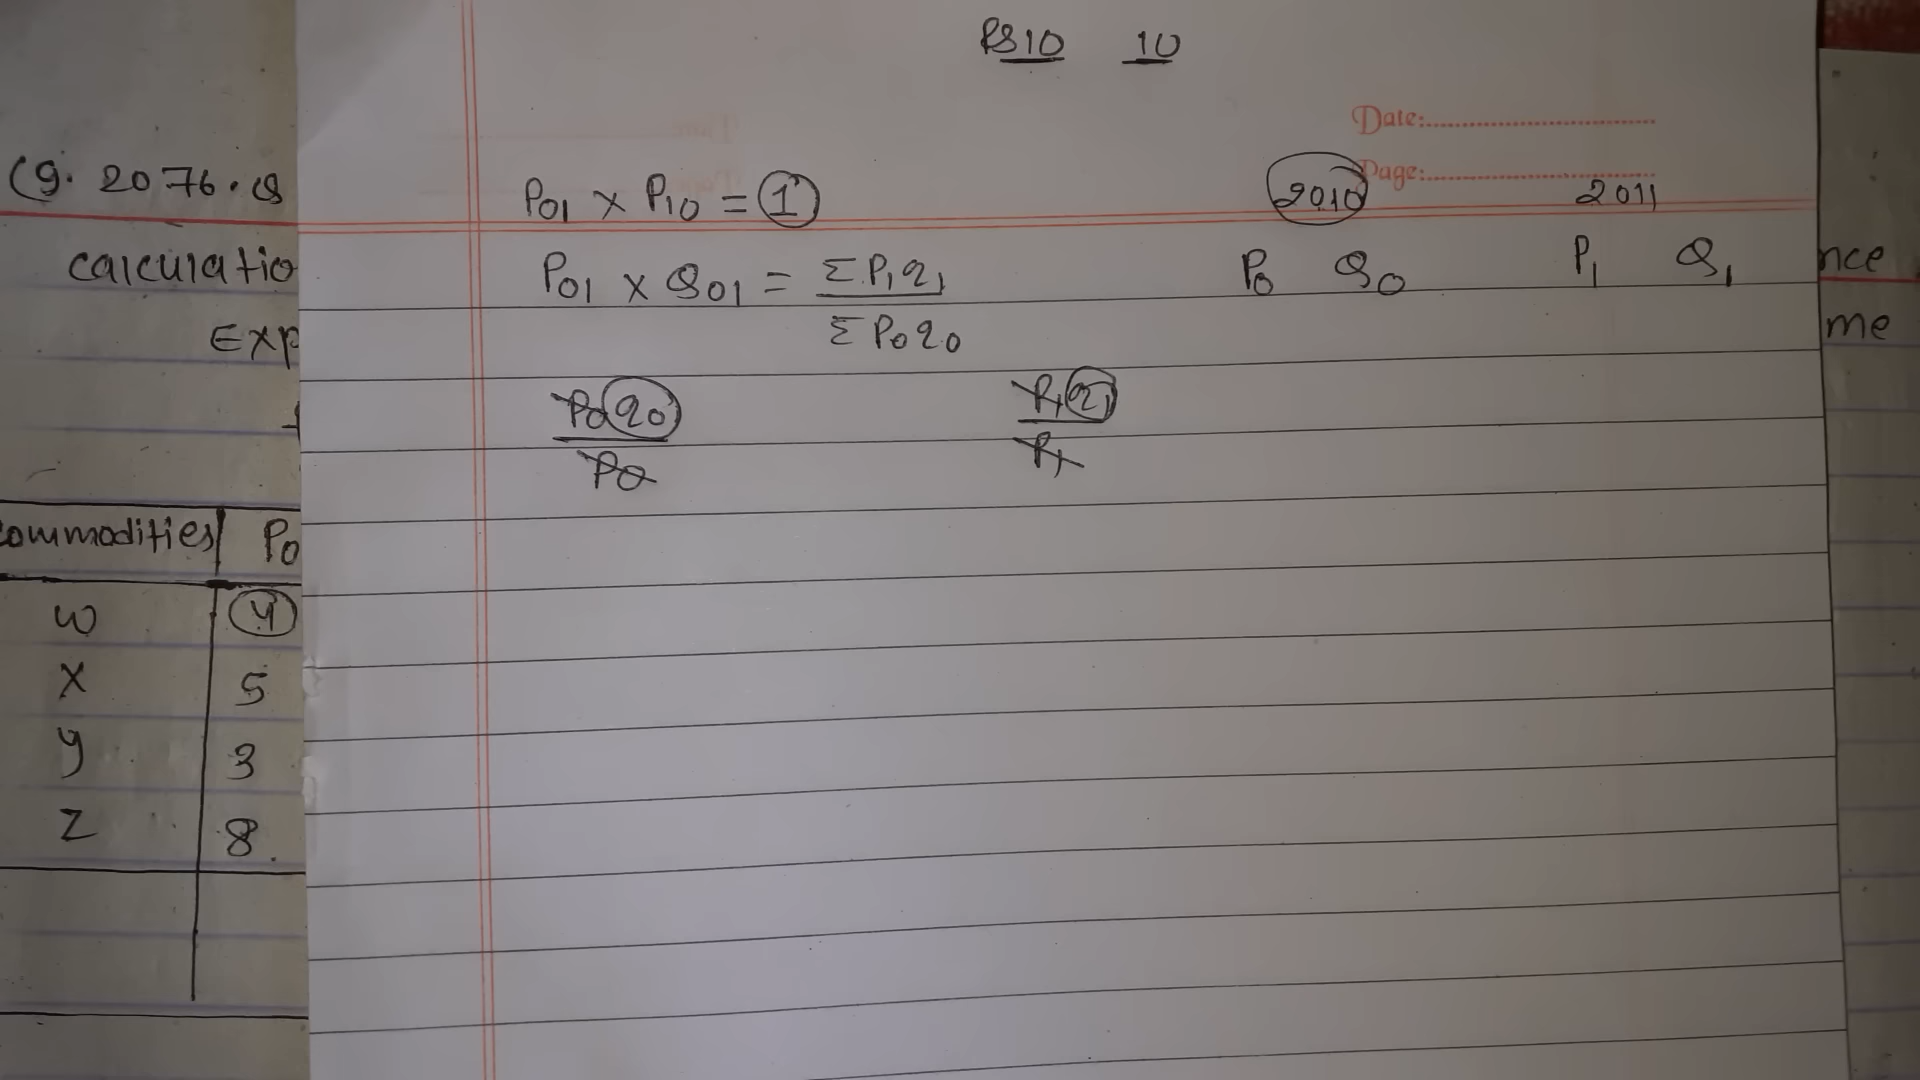 RS10 10
Date:
Page:
(9. 2076. Q
P01 x P10 = 1
2010 2011
calculatio
P01 x Q01 = ΣP1q1
ΣP0q0
P0 Q0 P1 Q1
nce
Exp
me
P0q0
P0
P1q1
P1
commodities P0
w 4
x 5
y 3
z 8.